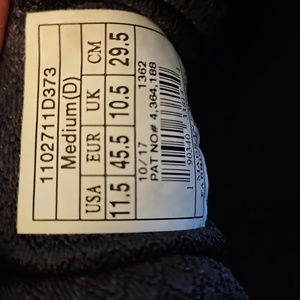 1102711D373
Medium(D)
USA EUR UK CM
11.5 45.5 10.5 29.5
10/17 1362
PAT NO# 4,364,188